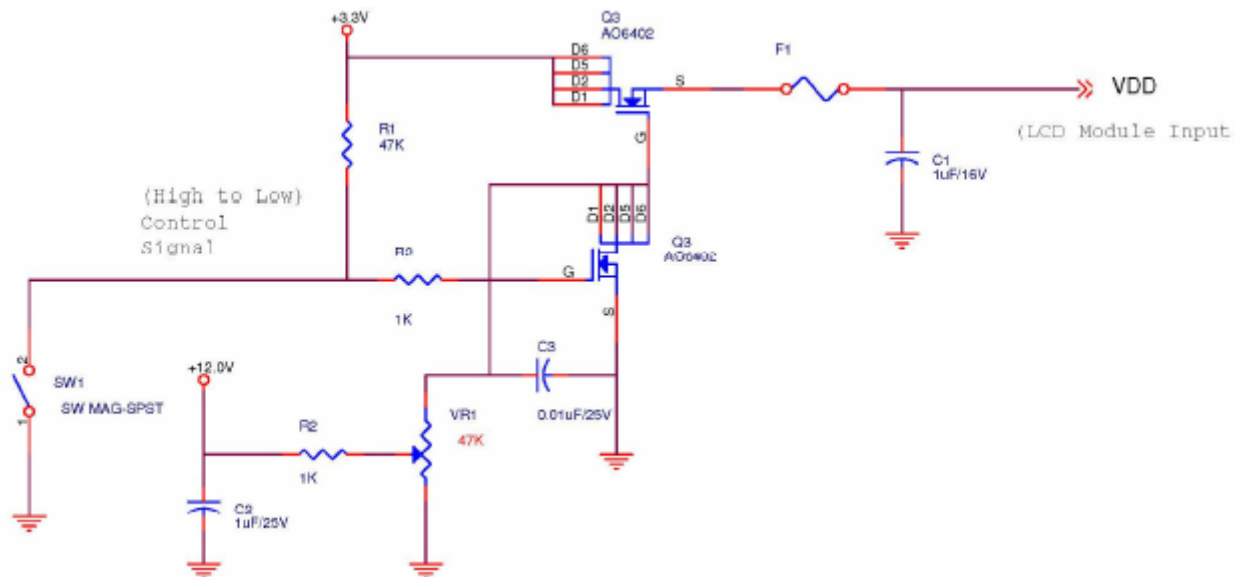 +3.3V
Q3
AO6402
F1
D6
D5
D2
D1
S
G
VDD
(LCD Module Input
R1
47K
C1
1uF/16V
(High to Low)
Control
Signal
D1
D2
D5
D6
Q3
AO6402
G
S
1K
2
1
SW1
SW MAG-SPST
+12.0V
C3
0.01uF/25V
VR1
47K
R2
1K
C2
1uF/25V